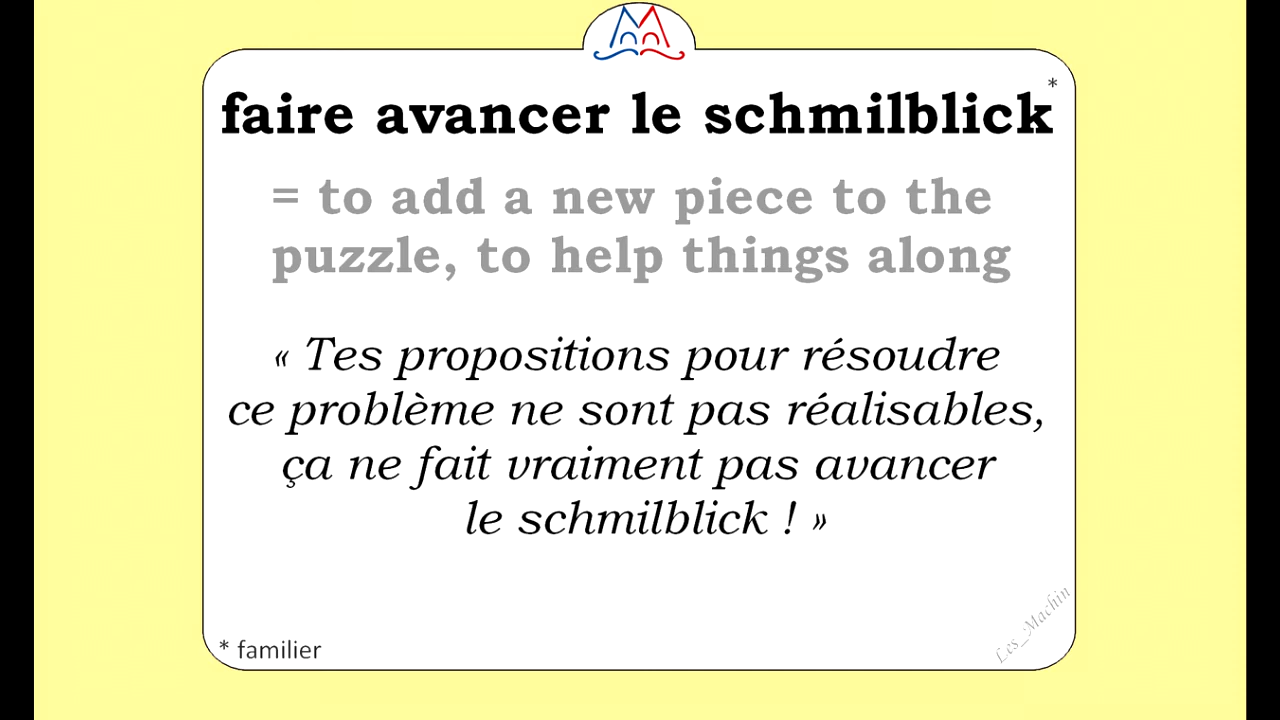 faire avancer le schmilblick*
= to add a new piece to the
puzzle, to help things along
« Tes propositions pour résoudre
ce problème ne sont pas réalisables,
ça ne fait vraiment pas avancer
le schmilblick ! »
* familier
Les_Machin